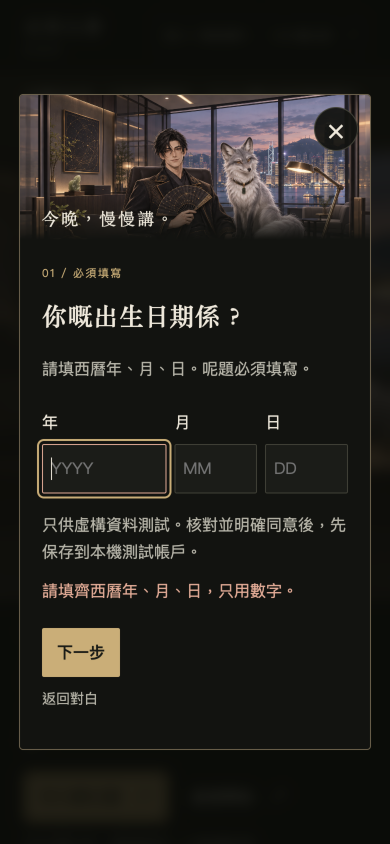 今晚，慢慢講。
01 / 必須填寫
你嘅出生日期係？
請填西曆年、月、日。呢題必須填寫。
年 月 日
YYYY MM DD
只供虛構資料測試。核對並明確同意後，先
保存到本機測試帳戶。
請填齊西曆年、月、日，只用數字。
下一步
返回對白